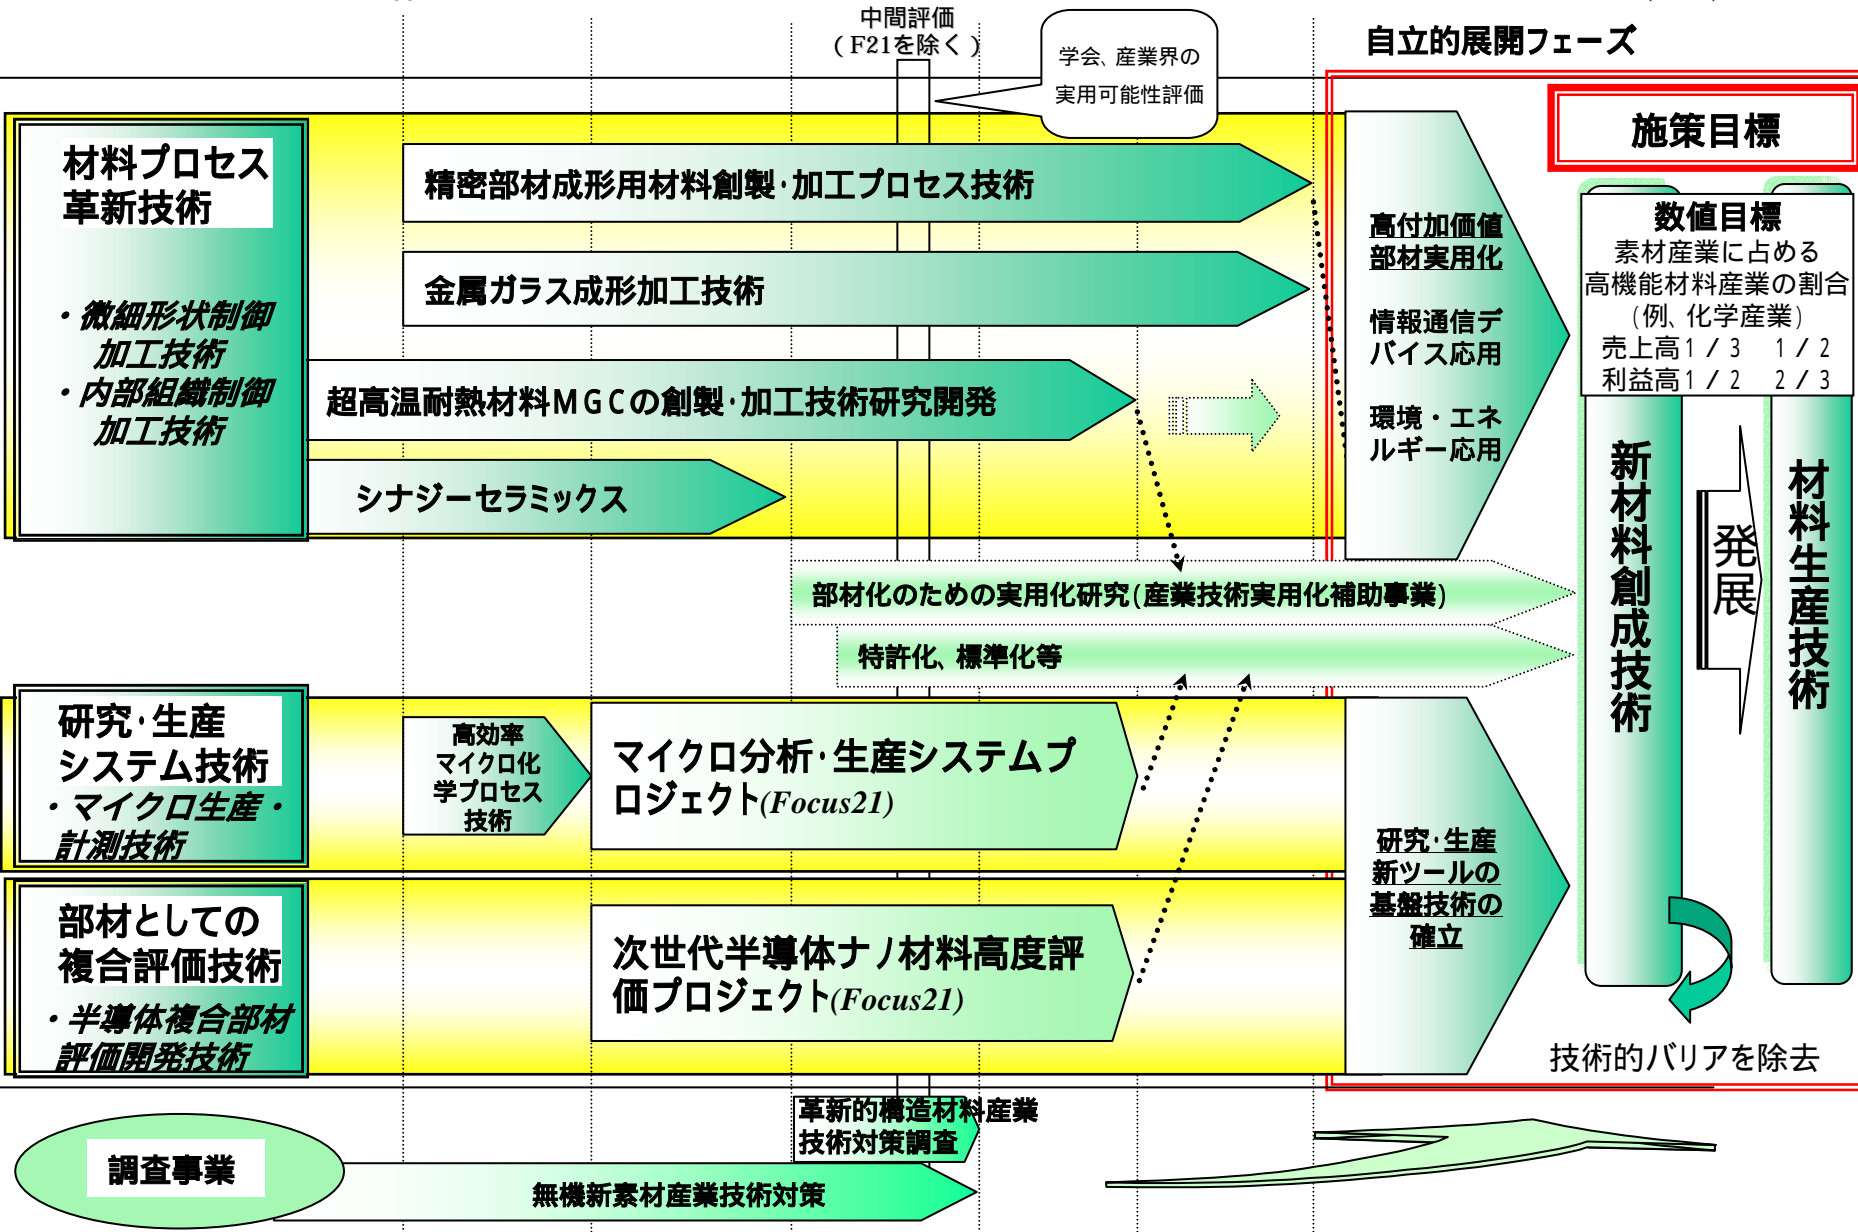 中間評価
(F21を除く)
学会、産業界の
実用可能性評価
自立的展開フェーズ
施策目標
材料プロセス
革新技術
・微細形状制御
加工技術
・内部組織制御
加工技術
精密部材成形用材料創製・加工プロセス技術
金属ガラス成形加工技術
超高温耐熱材料MGCの創製・加工技術研究開発
シナジーセラミックス
高付加価値
部材実用化
情報通信デ
バイス応用
環境・エネ
ルギー応用
数値目標
素材産業に占める
高機能材料産業の割合
(例、化学産業)
売上高1/3 1/2
利益高1/2 2/3
新材料創成技術
発展
材料生産技術
部材化のための実用化研究(産業技術実用化補助事業)
特許化、標準化等
研究・生産
システム技術
・マイクロ生産・
計測技術
高効率
マイクロ化
学プロセス
技術
マイクロ分析・生産システムプ
ロジェクト(Focus21)
部材としての
複合評価技術
・半導体複合部材
評価開発技術
次世代半導体ナノ材料高度評
価プロジェクト(Focus21)
研究・生産
新ツールの
基盤技術の
確立
技術的バリアを除去
革新的構造材料産業
技術対策調査
調査事業
無機新素材産業技術対策